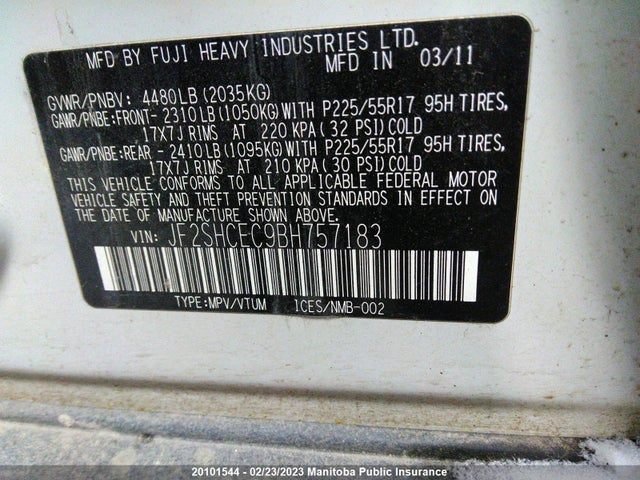 MFD BY FUJI HEAVY INDUSTRIES LTD.
MFD IN 03/11
GVWR/PNBV: 4480LB(2035KG)
GAWR/PNBE:FRONT- 2310LB(1050KG)WITH P225/55R17 95H TIRES,
17X7J RIMS AT 220 KPA(32 PSI)COLD
GAWR/PNBE:REAR - 2410LB(1095KG)WITH P225/55R17 95H TIRES,
17X7J RIMS AT 210 KPA(30 PSI)COLD
THIS VEHICLE CONFORMS TO ALL APPLICABLE FEDERAL MOTOR
VEHICLE SAFETY AND THEFT PREVENTION STANDARDS IN EFFECT
ON THE DATE OF MANUFACTURE SHOWN ABOVE.
VIN: JF2SHCEC9BH757183
TYPE:MPV/VTUM ICES/NMB-002
20101544 - 02/23/2023 Manitoba Public Insurance